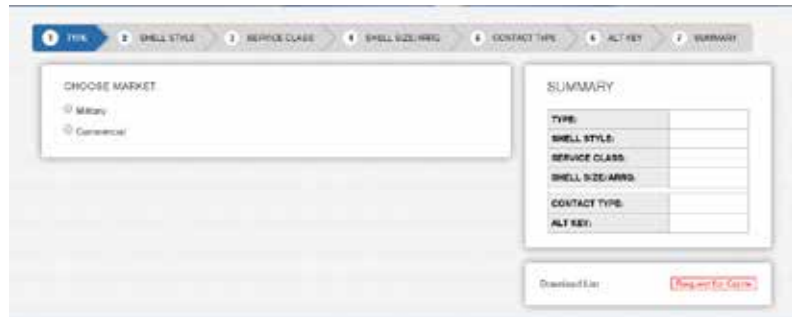 1 TYPE 2 SHELL STYLE 3 SERVICE CLASS 4 SHELL SIZE/ARRG 5 CONTACT TYPE 6 ALT KEY 7 SUMMARY
CHOOSE MARKET
Military
Commercial
SUMMARY
TYPE:
SHELL STYLE:
SERVICE CLASS:
SHELL SIZE/ARRG:
CONTACT TYPE:
ALT KEY:
Request for Quote